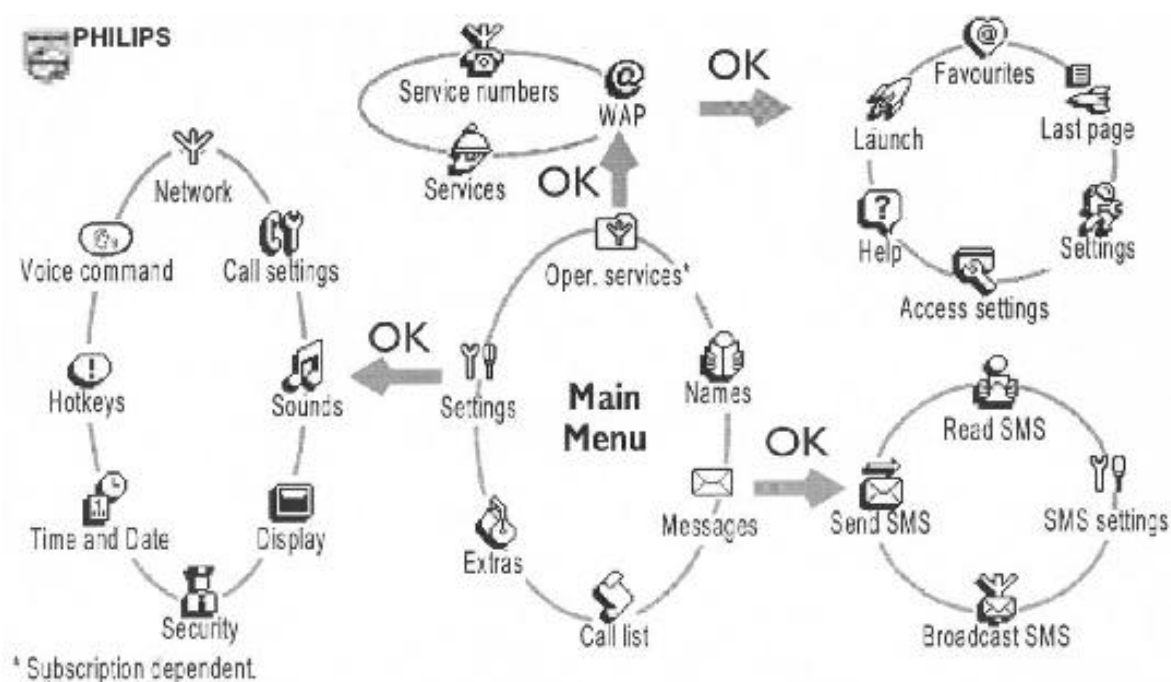 PHILIPS
Service numbers
@
WAP
Services
OK
OK
@
Favourites
Launch
Last page
?
Help
Settings
Access settings
Network
Voice command
Call settings
!
Hotkeys
Sounds
1
Time and Date
Display
Security
OK
Oper. services*
Settings
Main
Menu
Names
Messages
Extras
Call list
OK
Read SMS
Send SMS
SMS settings
Broadcast SMS
* Subscription dependent.